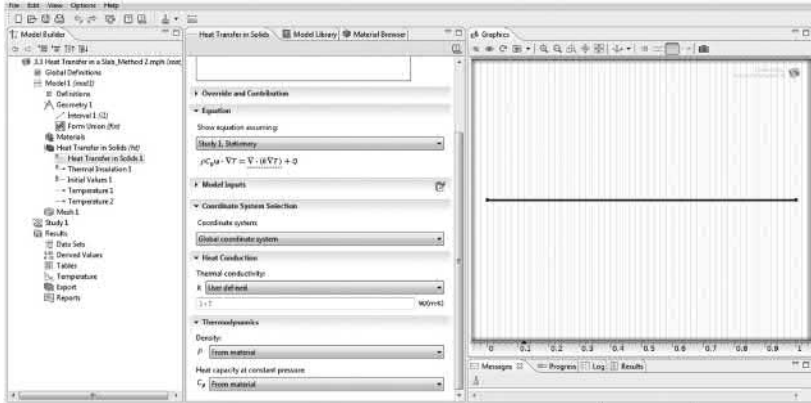 File Edit View Options Help
Model Builder
3.3 Heat Transfer in a Slab_Method 2.mph (root)
Global Definitions
Model 1 (mod1)
Definitions
Geometry 1
Interval 1 (i1)
Form Union (fin)
Materials
Heat Transfer in Solids (ht)
Heat Transfer in Solids 1
Thermal Insulation 1
Initial Values 1
Temperature 1
Temperature 2
Mesh 1
Study 1
Results
Data Sets
Derived Values
Tables
Temperature
Export
Reports
Heat Transfer in Solids Model Library Material Browser
Override and Contribution
Equation
Show equation assuming:
Study 1, Stationary
ρCₚu · ∇T = ∇ · (k∇T) + Q
Model Inputs
Coordinate System Selection
Coordinate system:
Global coordinate system
Heat Conduction
Thermal conductivity:
k User defined
1+T W/(m·K)
Thermodynamics
Density:
ρ From material
Heat capacity at constant pressure:
Cₚ From material
Graphics
0 0.1 0.2 0.3 0.4 0.5 0.6 0.7 0.8 0.9 1
Messages Progress Log Results